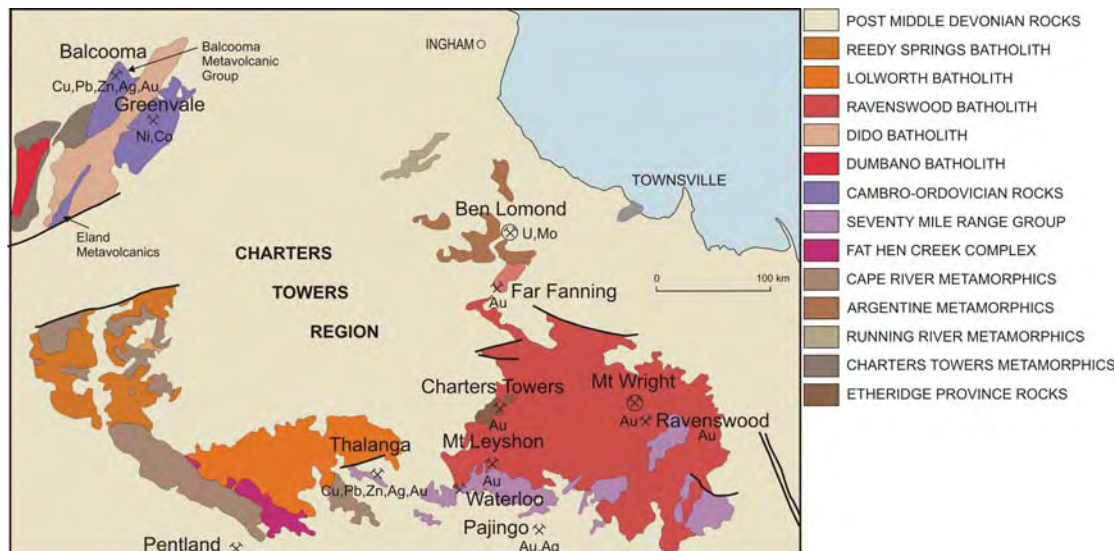 Balcooma
Balcooma
Metavolcanic
Group
Cu,Pb,Zn,Ag,Au
Greenvale
Ni,Co
Eland
Metavolcanics
INGHAM
TOWNSVILLE
Ben Lomond
U,Mo
CHARTERS
TOWERS
REGION
0
100 km
Far Fanning
Au
Charters Towers
Au
Mt Wright
Au
Ravenswood
Au
Mt Leyshon
Au
Thalanga
Cu,Pb,Zn,Ag,Au
Waterloo
Pajingo
Au,Ag
Pentland
POST MIDDLE DEVONIAN ROCKS
REEDY SPRINGS BATHOLITH
LOLWORTH BATHOLITH
RAVENSWOOD BATHOLITH
DIDO BATHOLITH
DUMBANO BATHOLITH
CAMBRO-ORDOVICIAN ROCKS
SEVENTY MILE RANGE GROUP
FAT HEN CREEK COMPLEX
CAPE RIVER METAMORPHICS
ARGENTINE METAMORPHICS
RUNNING RIVER METAMORPHICS
CHARTERS TOWERS METAMORPHICS
ETHERIDGE PROVINCE ROCKS